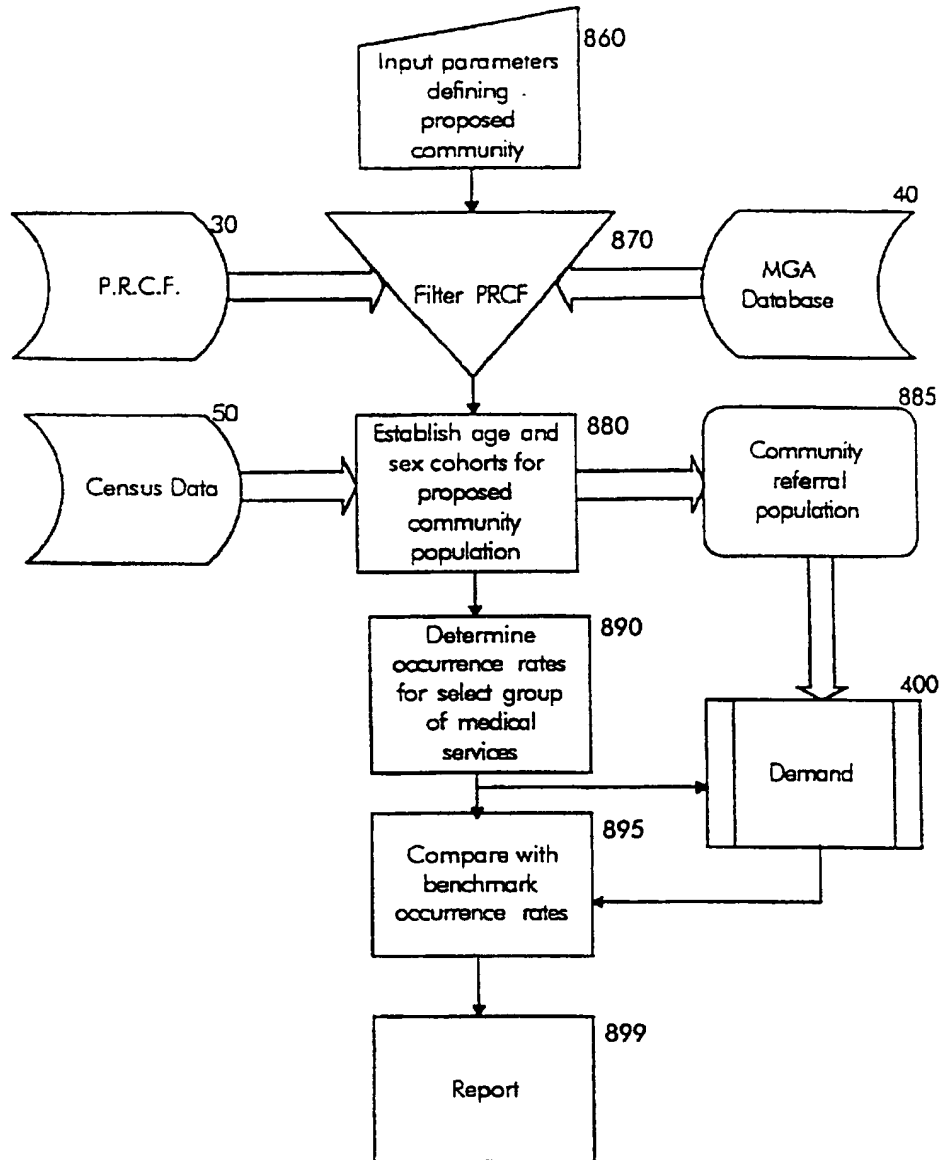 860
Input parameters
defining
proposed
community
30
P.R.C.F.
870
Filter PRCF
40
MGA
Database
50
Census Data
880
Establish age and
sex cohorts for
proposed
community
population
885
Community
referral
population
890
Determine
occurrence rates
for select group
of medical
services
400
Demand
895
Compare with
benchmark
occurrence rates
899
Report